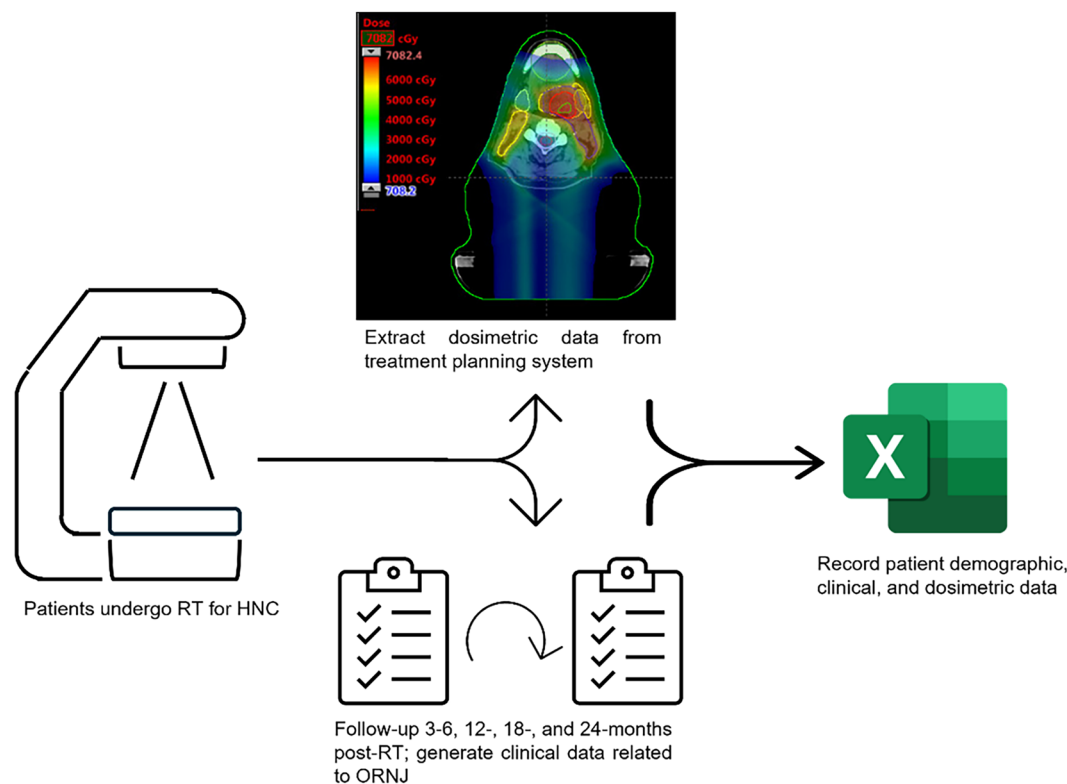 Dose
7082 cGy
7082.4
6000 cGy
5000 cGy
4000 cGy
3000 cGy
2000 cGy
1000 cGy
708.2
Extract dosimetric data from
treatment planning system
Patients undergo RT for HNC
X
Record patient demographic,
clinical, and dosimetric data
Follow-up 3-6, 12-, 18-, and 24-months
post-RT; generate clinical data related
to ORNJ